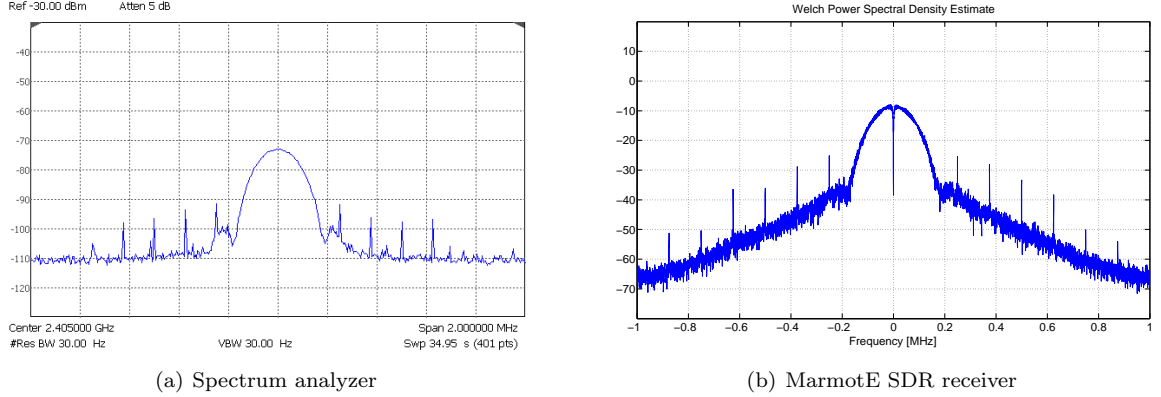 Ref -30.00 dBm Atten 5 dB
-40
-50
-60
-70
-80
-90
-100
-110
-120
Center 2.405000 GHz Span 2.000000 MHz
#Res BW 30.00 Hz VBW 30.00 Hz Swp 34.95 s (401 pts)
(a) Spectrum analyzer
Welch Power Spectral Density Estimate
20
10
0
−10
−20
−30
−40
−50
−60
−70
−1 −0.8 −0.6 −0.4 −0.2 0 0.2 0.4 0.6 0.8 1
Frequency [MHz]
(b) MarmotE SDR receiver